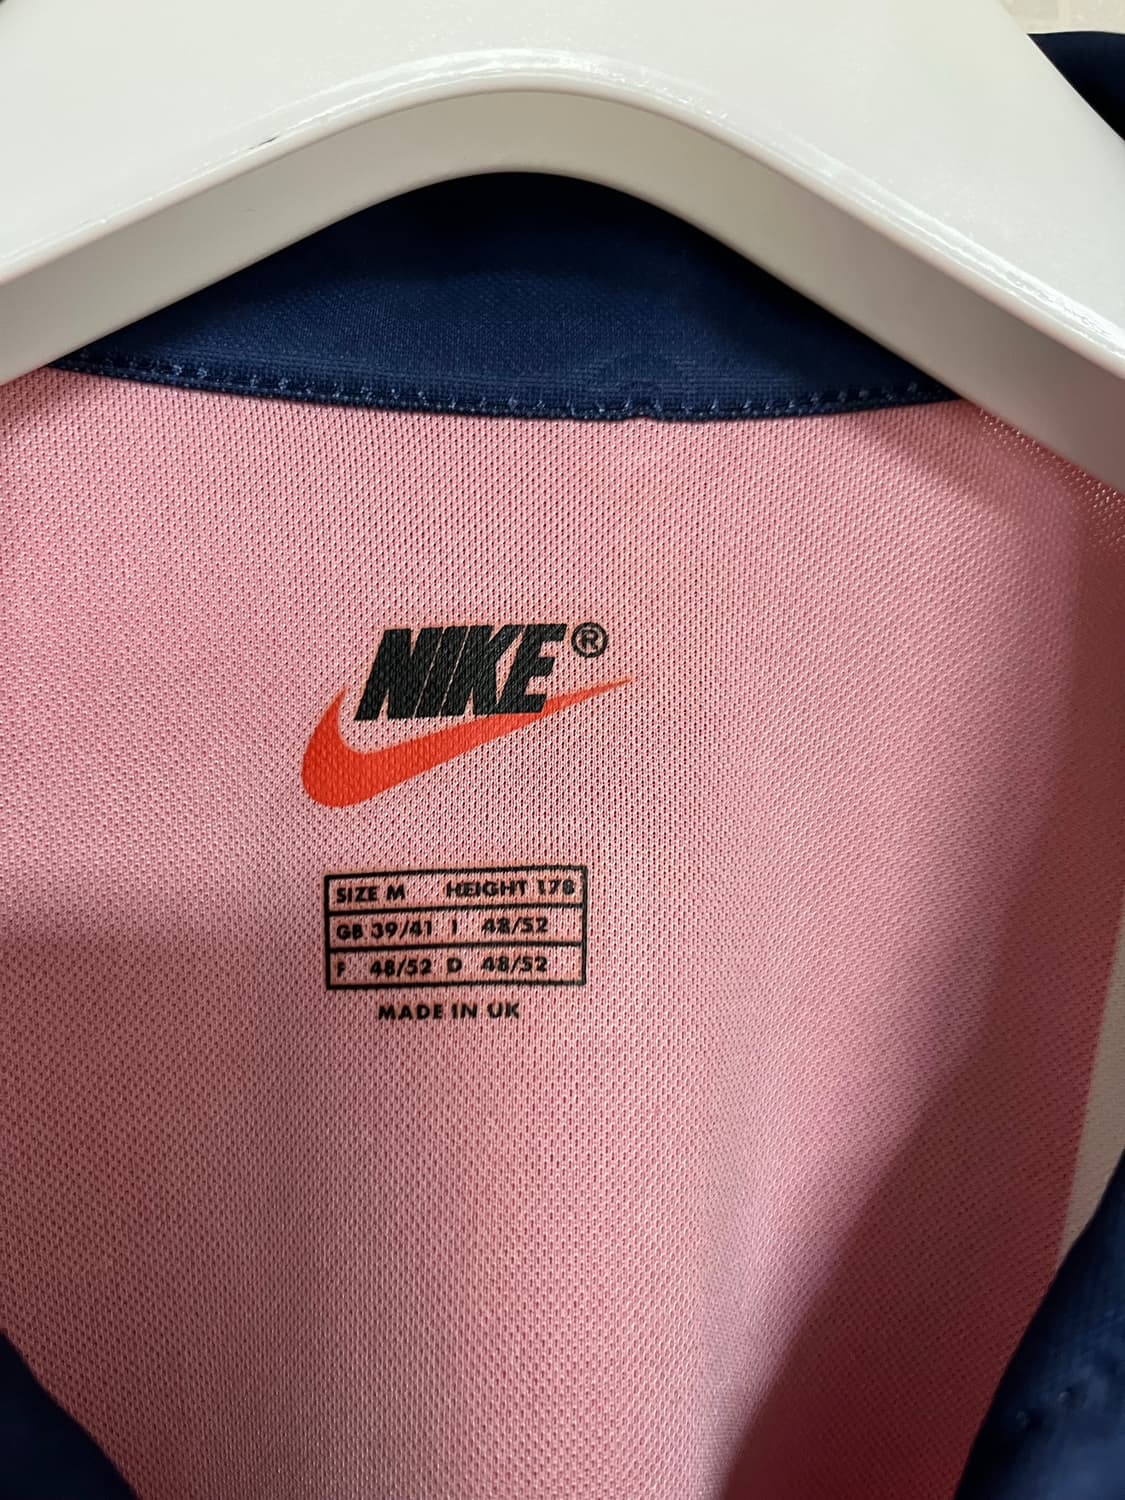 NIKE®
SIZE M HEIGHT 178
GB 39/41 I 48/52
F 48/52 D 48/52
MADE IN UK